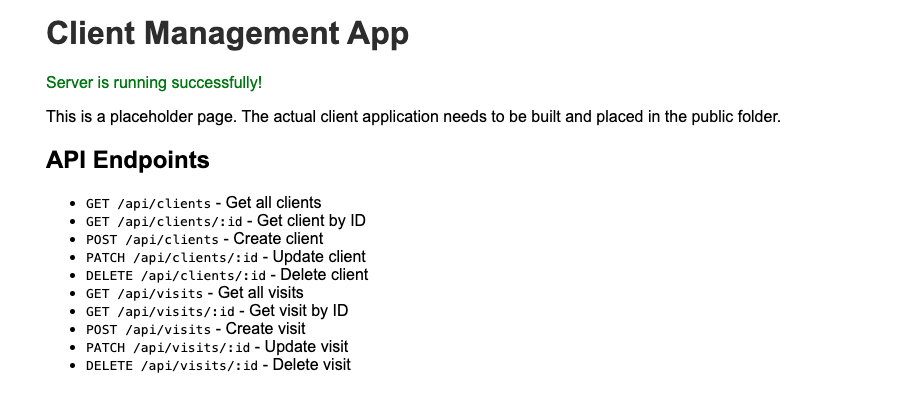 Client Management App
Server is running successfully!
This is a placeholder page. The actual client application needs to be built and placed in the public folder.
API Endpoints
• GET /api/clients - Get all clients
• GET /api/clients/:id - Get client by ID
• POST /api/clients - Create client
• PATCH /api/clients/:id - Update client
• DELETE /api/clients/:id - Delete client
• GET /api/visits - Get all visits
• GET /api/visits/:id - Get visit by ID
• POST /api/visits - Create visit
• PATCH /api/visits/:id - Update visit
• DELETE /api/visits/:id - Delete visit